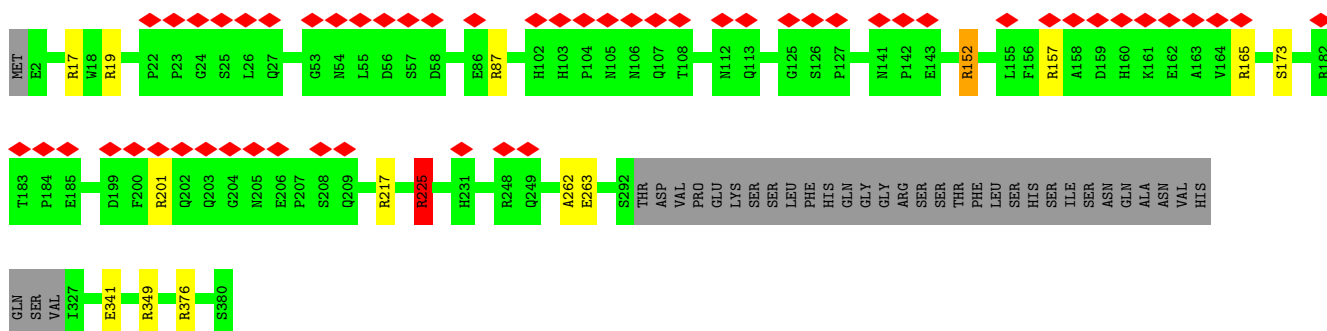 MET E2 R17 W18 R19 P22 P23 G24 S25 L26 Q27 G53 N54 L55 D56 S57 D58 E86 R87 H102 H103 P104 N105 N106 Q107 T108 N112 Q113 G125 S126 P127 N141 P142 E143 R152 L155 F156 R157 A158 D159 H160 K161 E162 A163 V164 R165 S173 R182
T183 P184 E185 D199 F200 R201 Q202 Q203 G204 N205 E206 P207 S208 Q209 R217 R225 H231 R248 Q249 A262 E263 S292 THR ASP VAL PRO GLU LYS SER SER LEU PHE HIS GLN GLY GLY ARG SER SER THR PHE LEU SER HIS SER ILE SER ASN GLN ALA ASN VAL HIS
GLN SER VAL I327 E341 R349 R376 S380